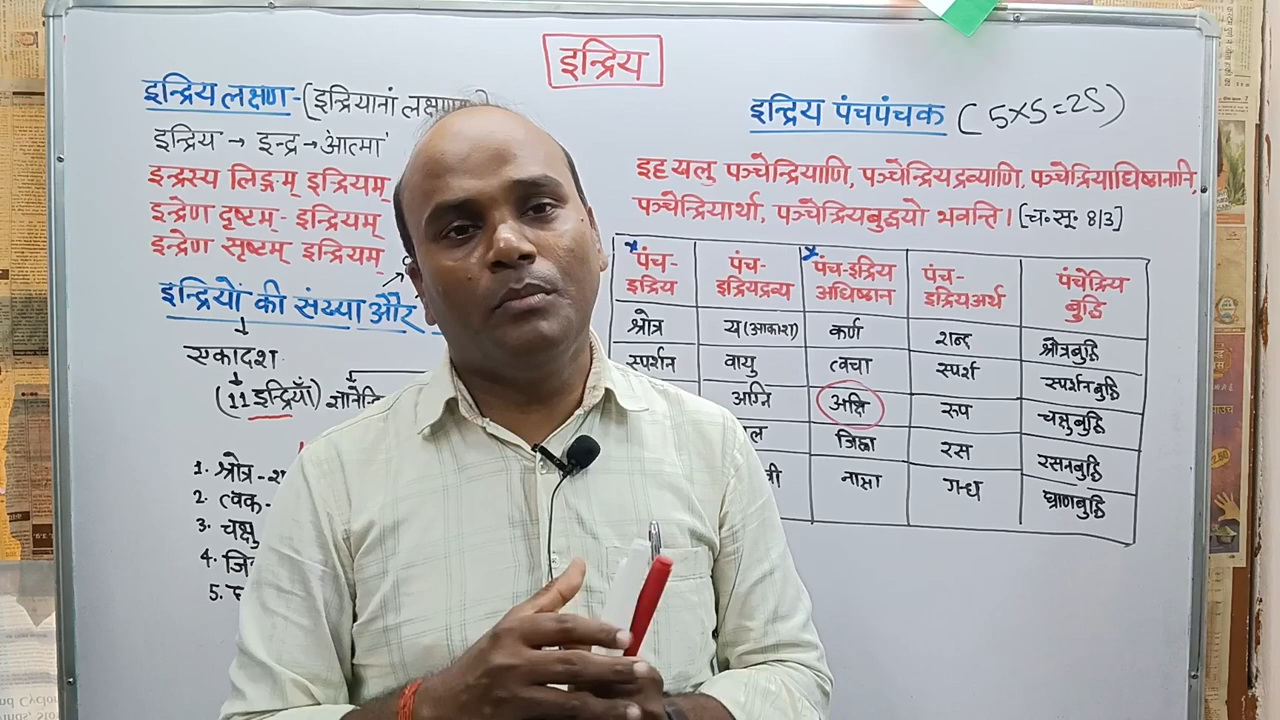 इन्द्रिय
इन्द्रिय लक्षण - (इन्द्रियानां लक्षणम्)
इन्द्रिय → इन्द्र → 'आत्मा'
इन्द्रस्य लिङ्गम् इन्द्रियम्
इन्द्रेण दृष्टम् - इन्द्रियम्
इन्द्रेण सृष्टम् इन्द्रियम्
इन्द्रियों की संख्या और
एकादश
(11 इन्द्रियाँ)
1. श्रोत्र -
2. त्वक -
3. चक्षु
4.
5.
इन्द्रिय पंचपंचक (5×5=25)
इह खलु पञ्चेन्द्रियाणि, पञ्चेन्द्रियद्रव्याणि, पञ्चेन्द्रियाधिष्ठानानि,
पञ्चेन्द्रियार्था, पञ्चेन्द्रियबुद्धयो भवन्ति। [च.सू. 8/3]
पंच-इन्द्रिय पंच-इन्द्रियद्रव्य पंच-इन्द्रिय अधिष्ठान पंच-इन्द्रियअर्थ पंचेन्द्रिय बुद्धि
श्रोत्र ख (आकाश) कर्ण शब्द श्रोत्रबुद्धि
स्पर्शन वायु त्वचा स्पर्श स्पर्शनबुद्धि
अग्नि अक्षि रुप चक्षुबुद्धि
जिह्वा रस रसनबुद्धि
नासा गन्ध घ्राणबुद्धि